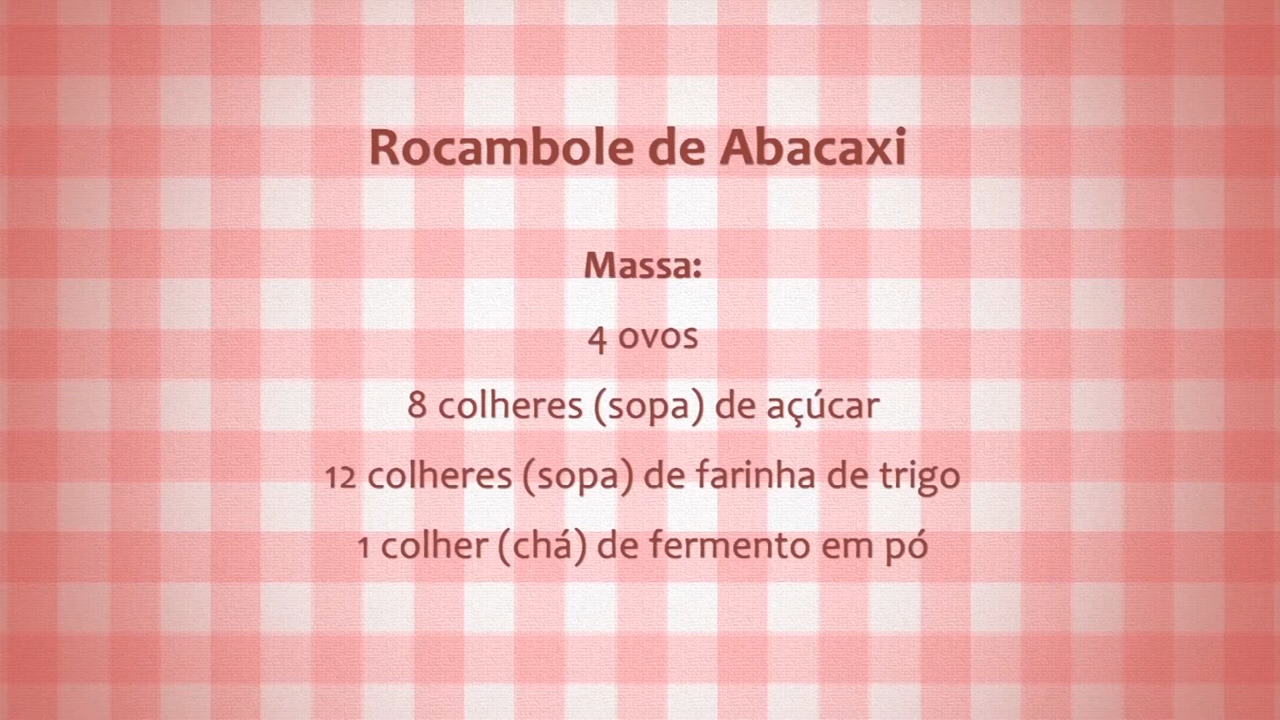 Rocambole de Abacaxi
Massa:
4 ovos
8 colheres (sopa) de açúcar
12 colheres (sopa) de farinha de trigo
1 colher (chá) de fermento em pó